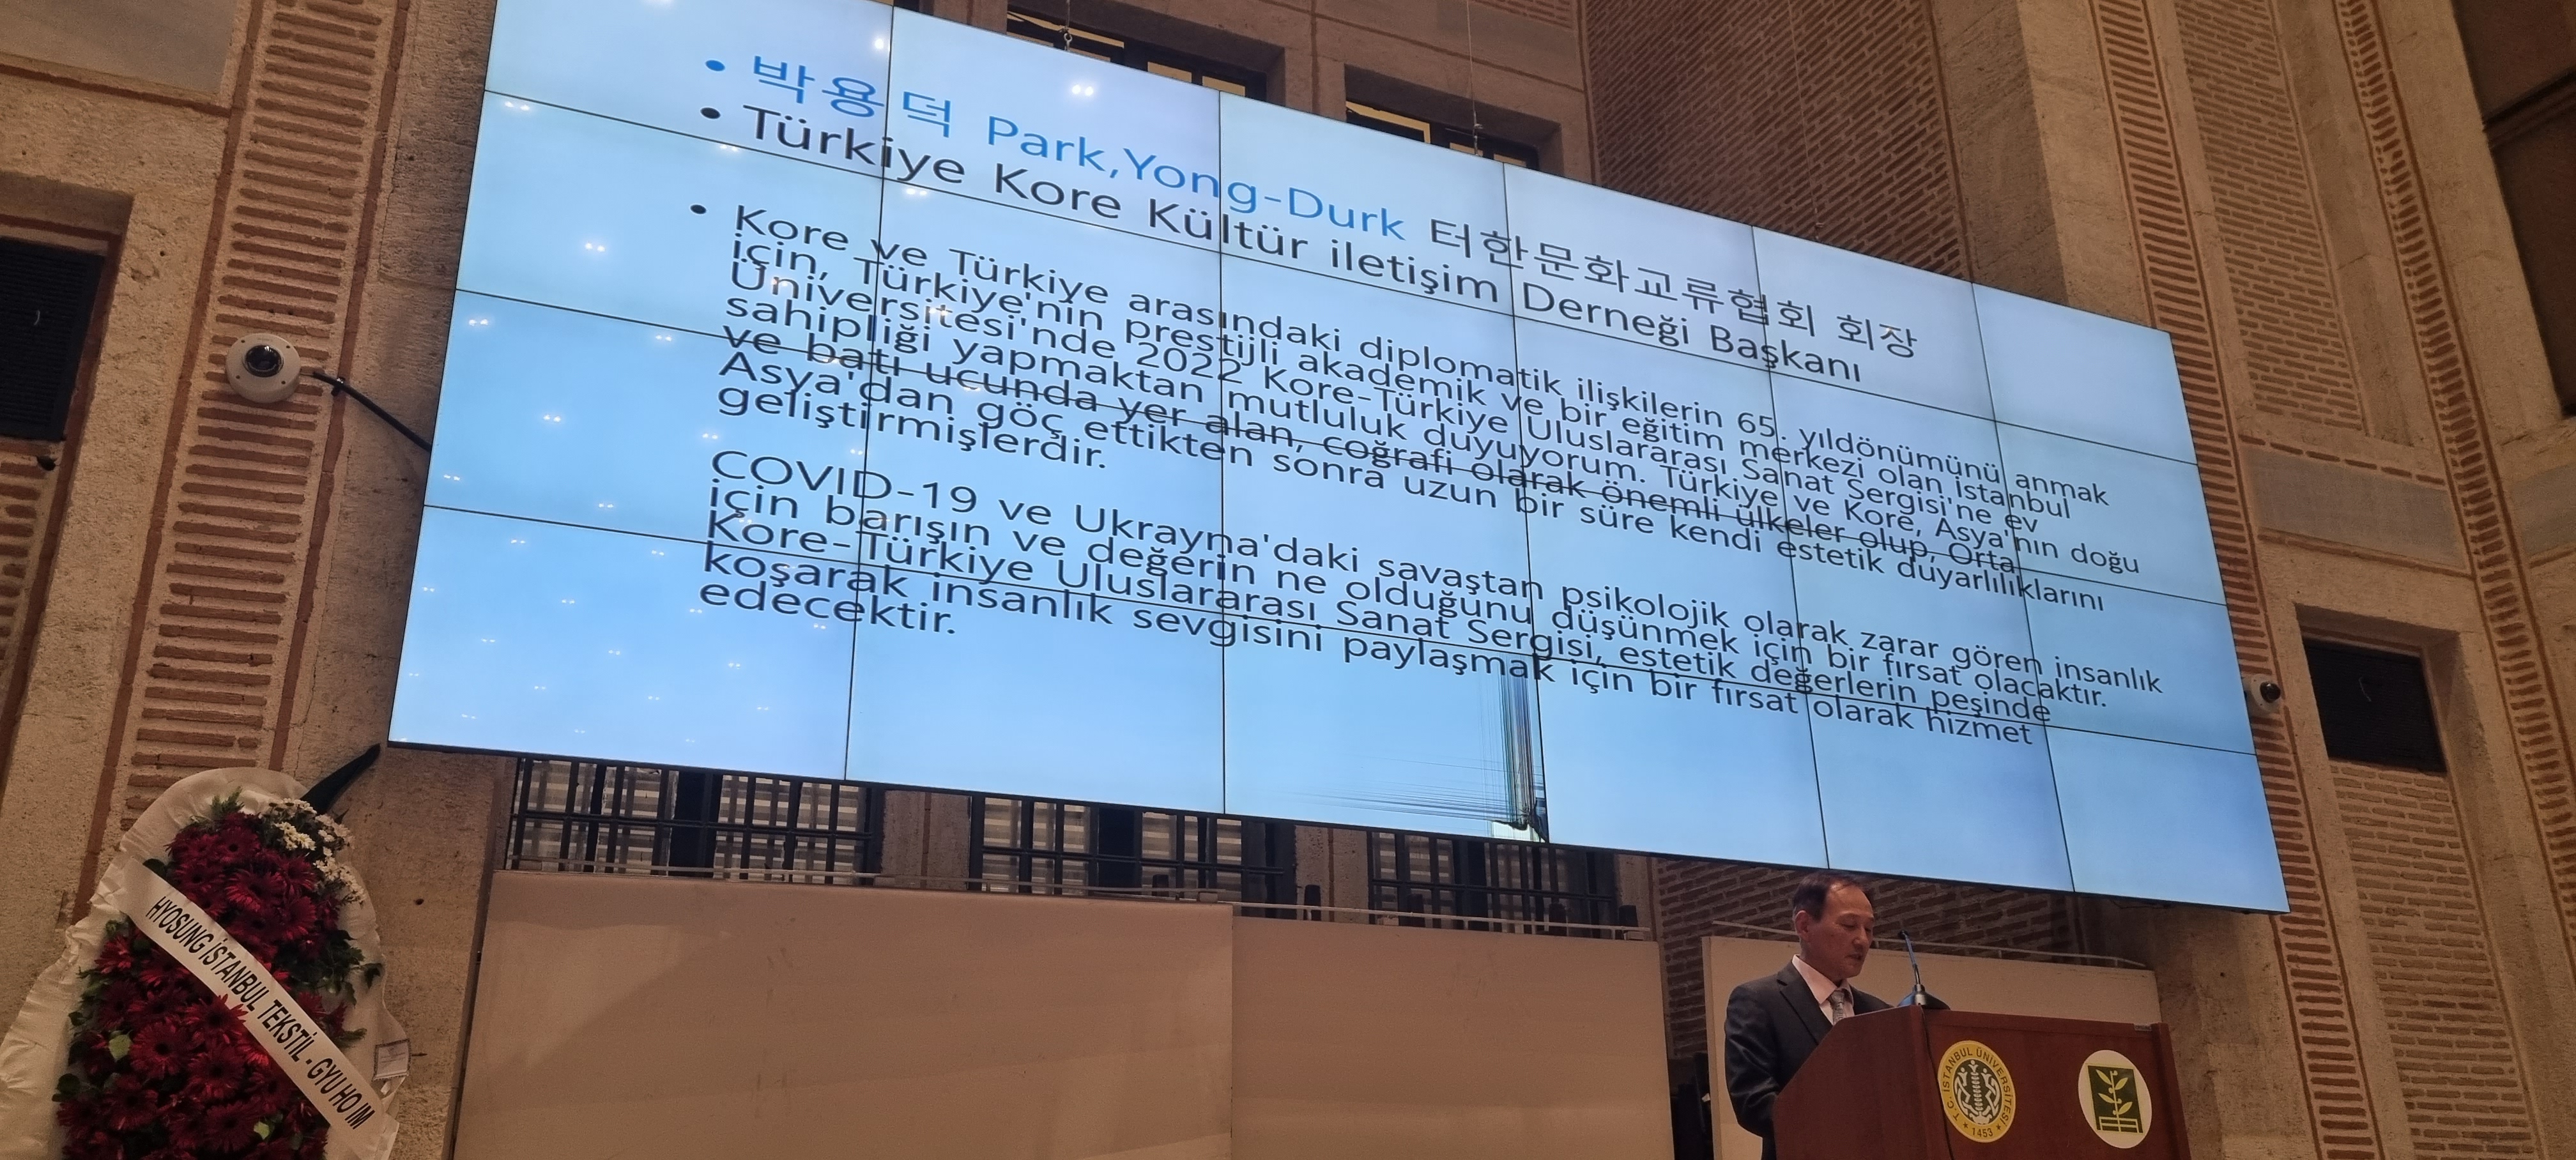 • 박용덕 Park,Yong-Durk 터한문화교류협회 회장
• Türkiye Kore Kültür iletişim Derneği Başkanı
• Kore ve Türkiye arasındaki diplomatik ilişkilerin 65. yıldönümünü anmak
için, Türkiye'nin prestijli akademik ve bir eğitim merkezi olan İstanbul
Üniversitesi'nde 2022 Kore-Türkiye Uluslararası Sanat Sergisi'ne ev
sahipliği yapmaktan mutluluk duyuyorum. Türkiye ve Kore, Asya'nın doğu
ve batı ucunda yer alan, coğrafi olarak önemli ülkeler olup, Orta
Asya'dan göç ettikten sonra uzun bir süre kendi estetik duyarlılıklarını
geliştirmişlerdir.
COVID-19 ve Ukrayna'daki savaştan psikolojik olarak zarar gören insanlık
için barışın ve değerin ne olduğunu düşünmek için bir fırsat olacaktır.
Kore-Türkiye Uluslararası Sanat Sergisi, estetik değerlerin peşinde
koşarak insanlık sevgisini paylaşmak için bir fırsat olarak hizmet
edecektir.
HYOSUNG İSTANBUL TEKSTİL - GYU HO IM
T.C. İSTANBUL ÜNİVERSİTESİ
★ 1453 ★